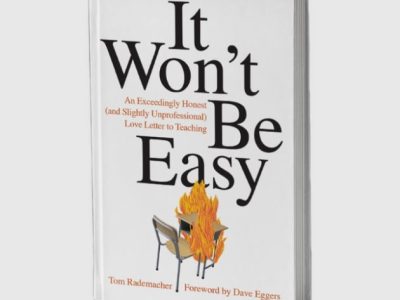 It
Won't
Be
Easy
An Exceedingly Honest
(and Slightly Unprofessional)
Love Letter to Teaching
Tom Rademacher Foreword by Dave Eggers